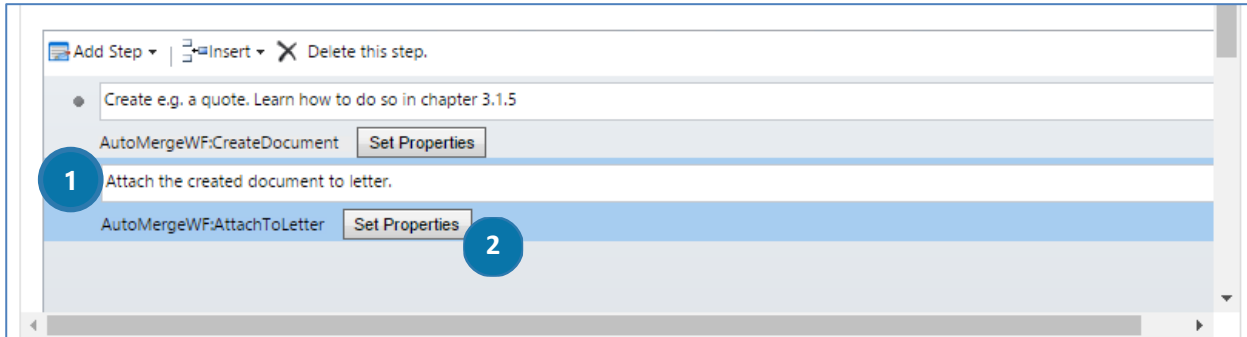 Add Step Insert Delete this step.
Create e.g. a quote. Learn how to do so in chapter 3.1.5
AutoMergeWF:CreateDocument Set Properties
1 Attach the created document to letter.
AutoMergeWF:AttachToLetter Set Properties 2